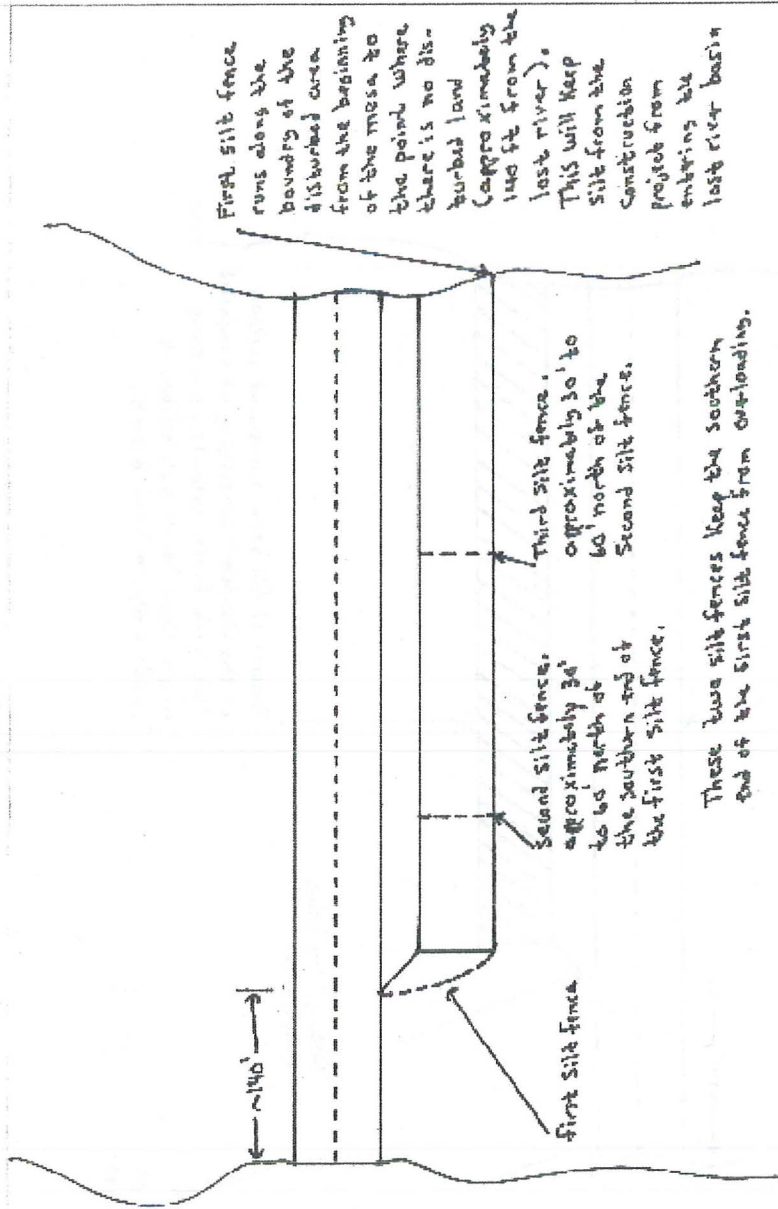 ~140'
First silt fence
runs along the
boundry of the
disturbed area
from the beginning
of the mesa to
the point where
there is no dis-
turbed land
(approximately
140 ft from the
lost river).
This will keep
silt from the
construction
project from
entering the
lost river basin
first silt fence
Second silt fence.
approximately 30'
to 60' north of
the southern end of
the first silt fence.
Third silt fence.
approximately 30' to
60' north of the
second silt fence.
These two silt fences keep the southern
end of the first silt fence from overloading.